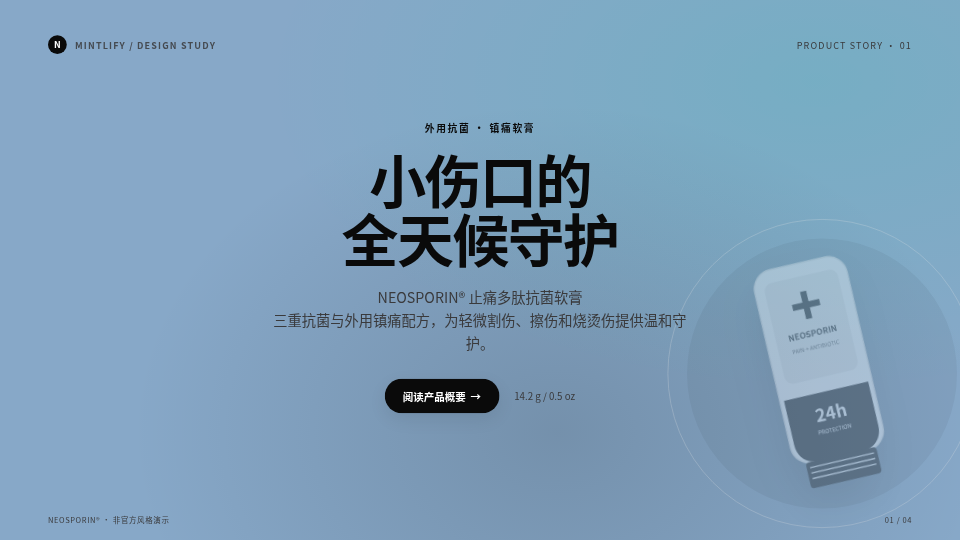 N MINTLIFY / DESIGN STUDY
PRODUCT STORY · 01
外用抗菌 · 镇痛软膏
小伤口的
全天候守护
NEOSPORIN® 止痛多肽抗菌软膏
三重抗菌与外用镇痛配方，为轻微割伤、擦伤和烧烫伤提供温和守
护。
阅读产品概要 →
14.2 g / 0.5 oz
NEOSPORIN
PAIN + ANTIBIOTIC
24h
PROTECTION
NEOSPORIN® · 非官方风格演示
01 / 04